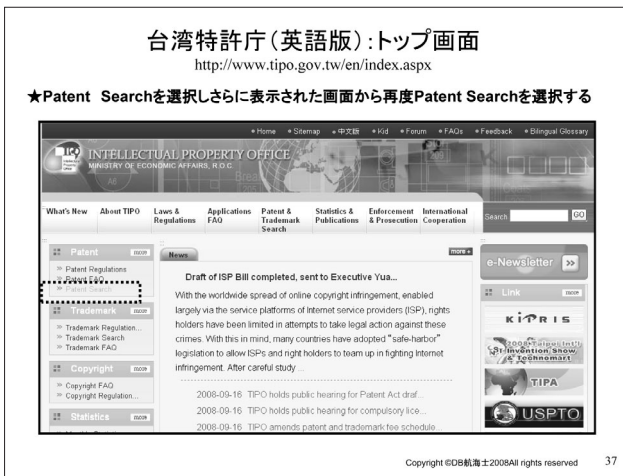 台湾特許庁(英語版):トップ画面
http://www.tipo.gov.tw/en/index.aspx
★Patent Searchを選択しさらに表示された画面から再度Patent Searchを選択する
Home Sitemap 中文版 Kid Forum FAQs Feedback Bilingual Glossary
INTELLECTUAL PROPERTY OFFICE
MINISTRY OF ECONOMIC AFFAIRS, R.O.C.
What's New About TIPO Laws & Regulations Applications FAQ Patent & Trademark Search Statistics & Publications Enforcement & Prosecution International Cooperation Search GO
Patent more
» Patent Regulations
» Patent FAQ
» Patent Search
Trademark more
» Trademark Regulation...
» Trademark Search
» Trademark FAQ
Copyright more
» Copyright FAQ
» Copyright Regulation...
Statistics more
News more
Draft of ISP Bill completed, sent to Executive Yua...
With the worldwide spread of online copyright infringement, enabled
largely via the service platforms of Internet service providers (ISP), rights
holders have been limited in attempts to take legal action against these
crimes. With this in mind, many countries have adopted "safe-harbor"
legislation to allow ISPs and right holders to team up in fighting Internet
infringement. After careful study ...
2008-09-16 TIPO holds public hearing for Patent Act draf...
2008-09-16 TIPO holds public hearing for compulsory lice...
2008-09-16 TIPO amends patent and trademark fee schedule...
e-Newsletter »
Link more
KIPRIS
2008 Taipei Int'l
Invention Show
& Technomart
TIPA
USPTO
Copyright ©DB航海士2008All rights reserved 37